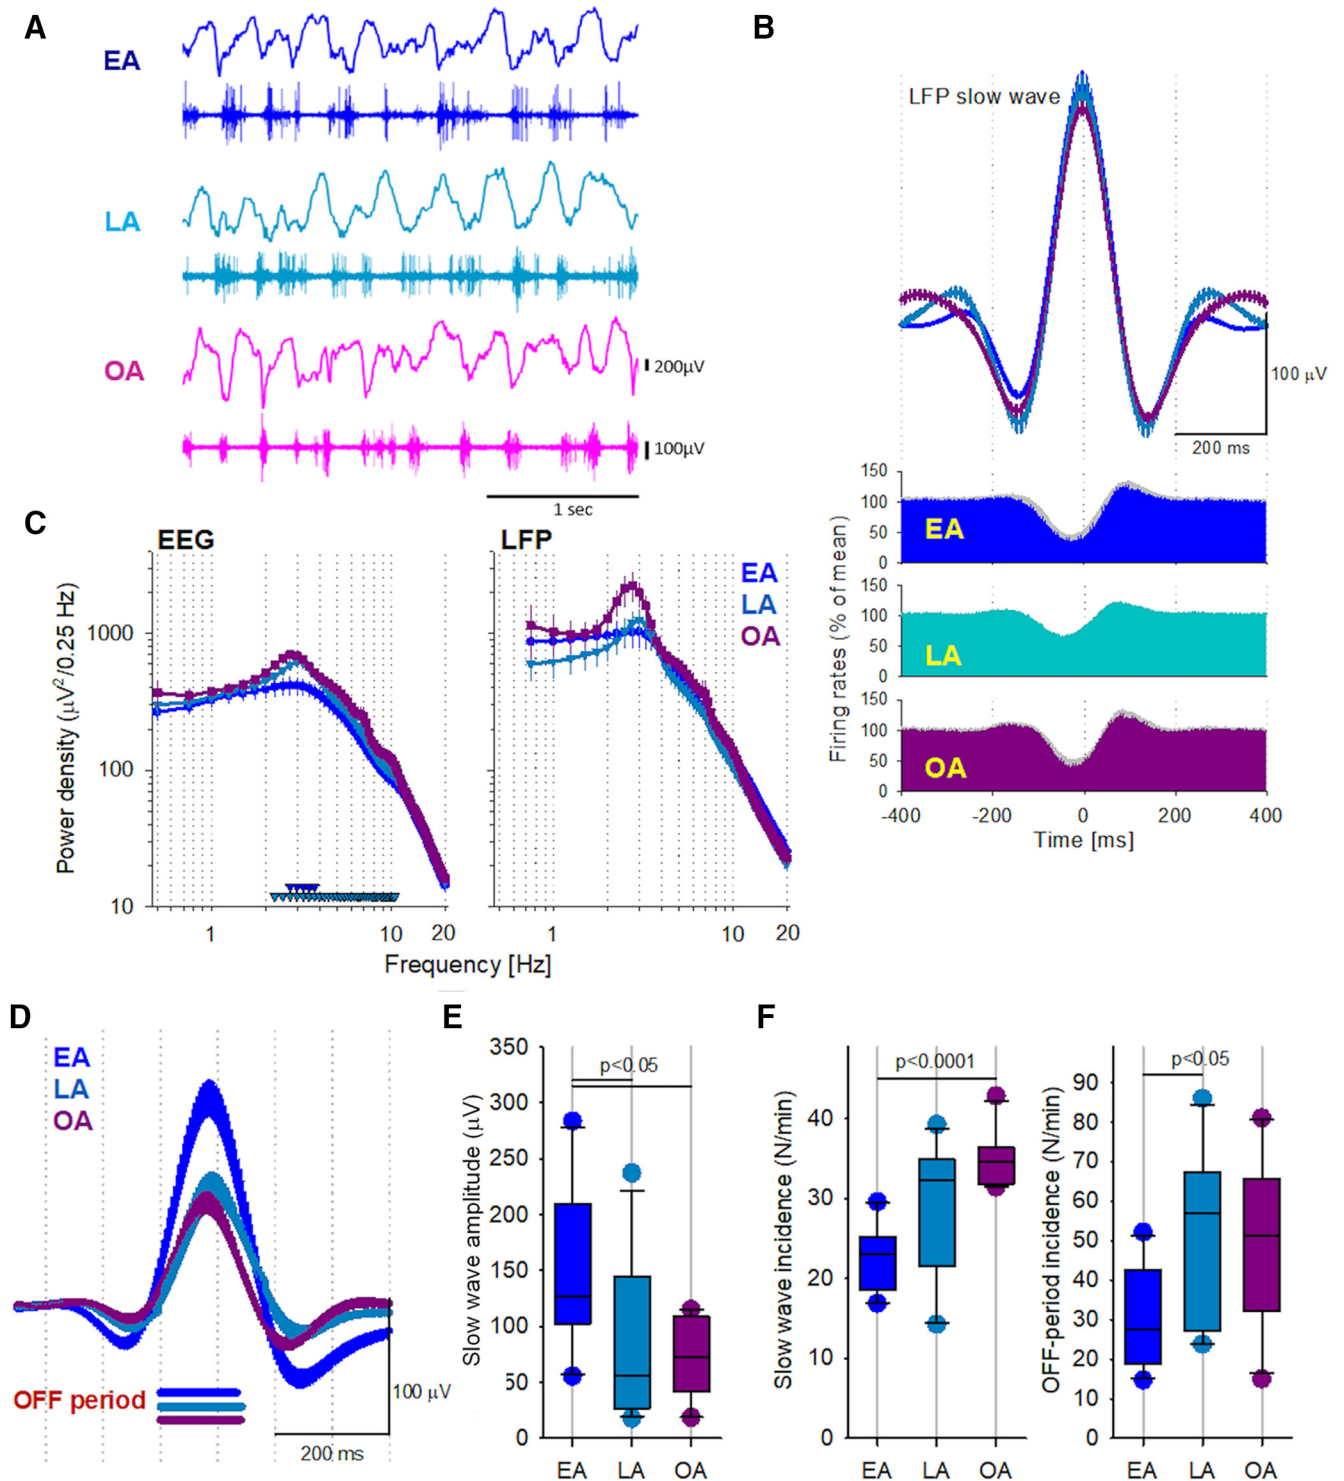 A
EA
LA
OA
200µV
100µV
1 sec
B
LFP slow wave
100 µV
200 ms
Firing rates (% of mean)
150
100
50
0
EA
150
100
50
0
LA
150
100
50
0
OA
-400 -200 0 200 400
Time [ms]
C
EEG
LFP
EA
LA
OA
Power density (µV²/0.25 Hz)
1000
100
10
1 10 20
1 10 20
Frequency [Hz]
D
EA
LA
OA
OFF period
100 µV
200 ms
E
Slow wave amplitude (µV)
350
300
250
200
150
100
50
0
p<0.05
EA LA OA
F
Slow wave incidence (N/min)
40
30
20
10
0
p<0.0001
EA LA OA
OFF-period incidence (N/min)
90
80
70
60
50
40
30
20
10
0
p<0.05
EA LA OA